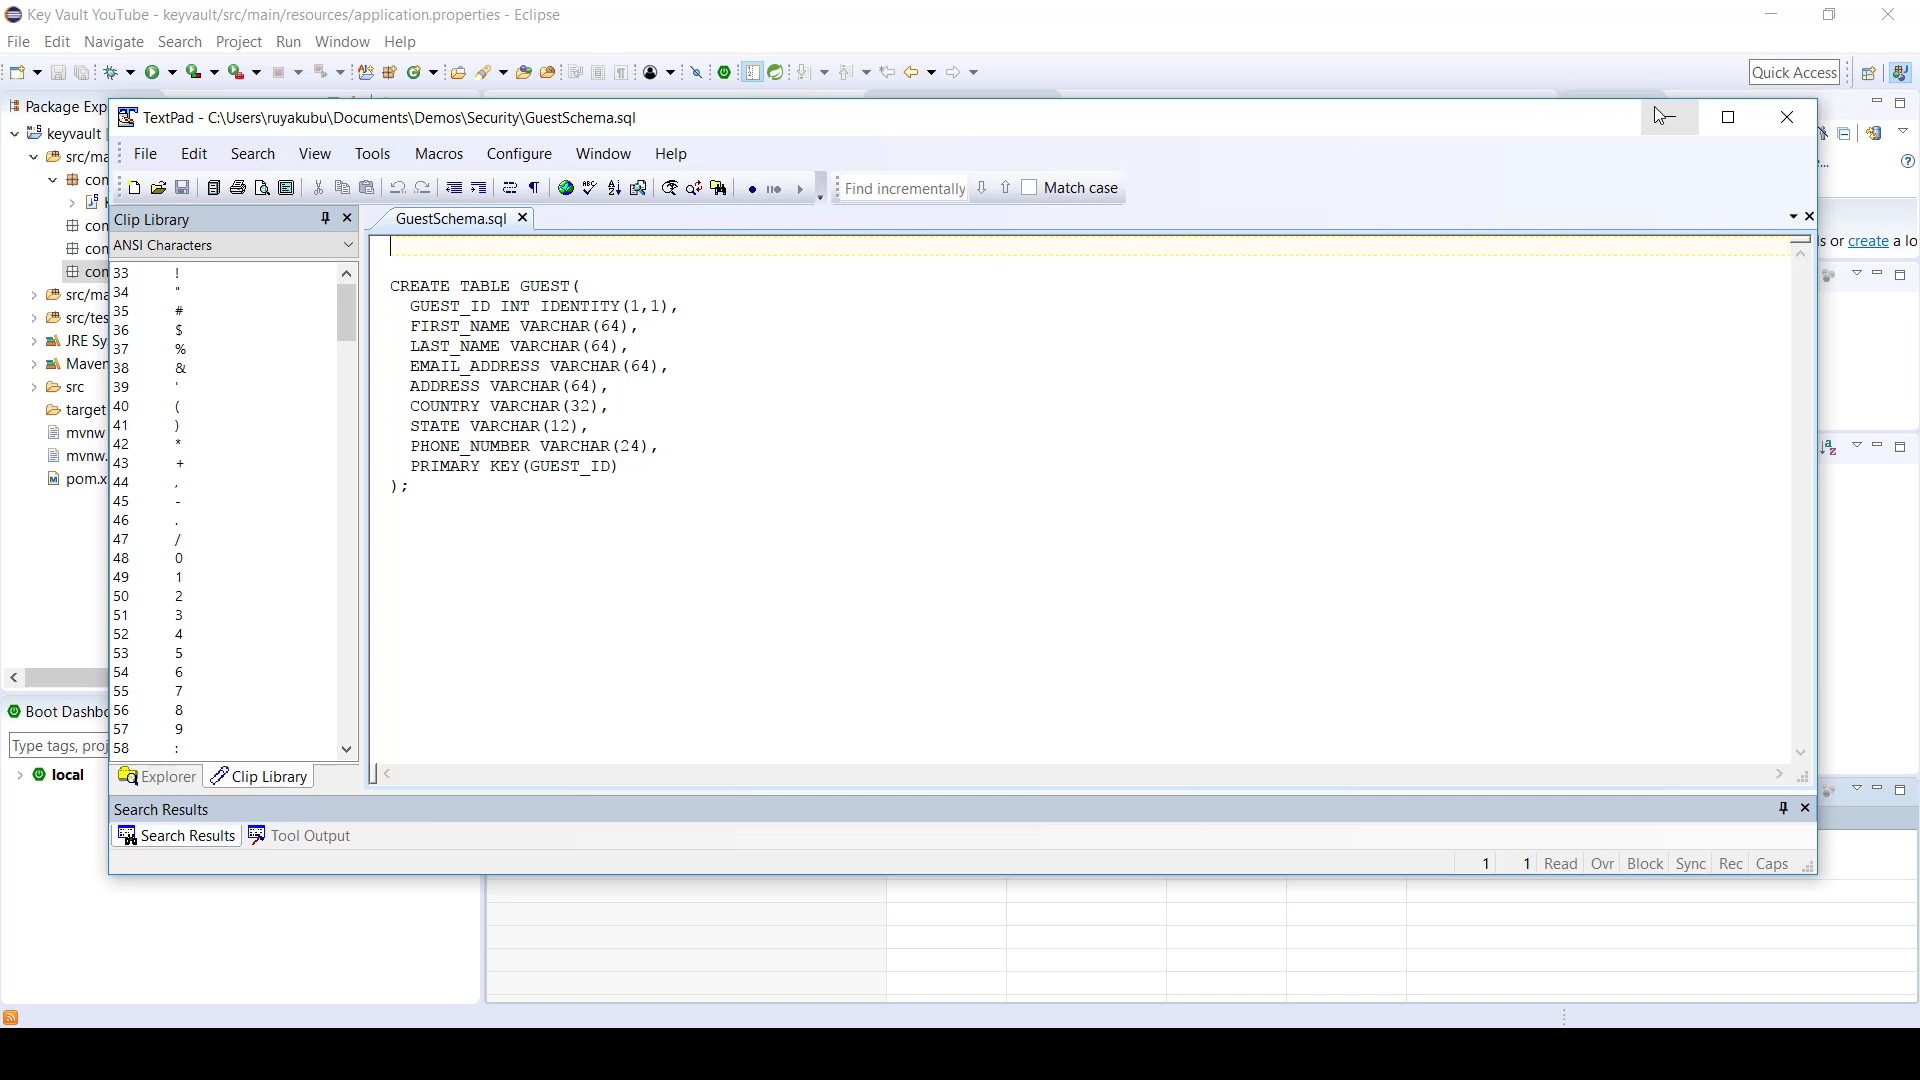 Key Vault YouTube - keyvault/src/main/resources/application.properties - Eclipse
File Edit Navigate Search Project Run Window Help
Quick Access
Package Exp
keyvault
src/ma
con
con
con
con
src/ma
src/tes
JRE Sy
Maven
src
target
mvnw
mvnw.
pom.x
Boot Dashbo
Type tags, proj
local
TextPad - C:\Users\ruyakubu\Documents\Demos\Security\GuestSchema.sql
File Edit Search View Tools Macros Configure Window Help
Find incrementally Match case
Clip Library
ANSI Characters
33 !
34 "
35 #
36 $
37 %
38 &
39 '
40 (
41 )
42 *
43 +
44 ,
45 -
46 .
47 /
48 0
49 1
50 2
51 3
52 4
53 5
54 6
55 7
56 8
57 9
58 :
Explorer Clip Library
GuestSchema.sql
CREATE TABLE GUEST(
GUEST_ID INT IDENTITY(1,1),
FIRST_NAME VARCHAR(64),
LAST_NAME VARCHAR(64),
EMAIL_ADDRESS VARCHAR(64),
ADDRESS VARCHAR(64),
COUNTRY VARCHAR(32),
STATE VARCHAR(12),
PHONE_NUMBER VARCHAR(24),
PRIMARY KEY(GUEST_ID)
);
Search Results
Search Results Tool Output
1 1 Read Ovr Block Sync Rec Caps
ls or create a lo